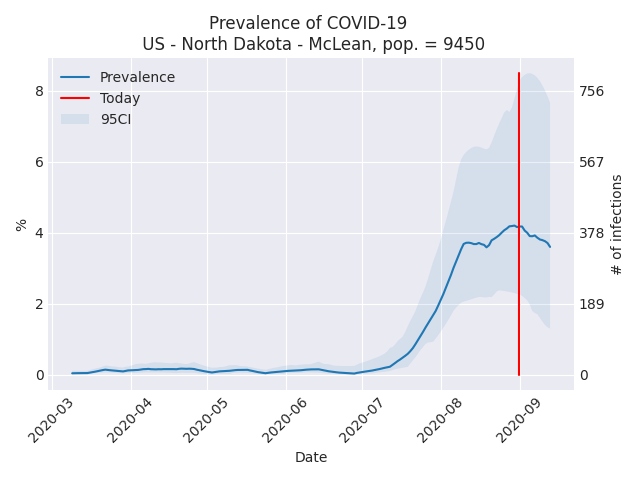 Prevalence of COVID-19
US - North Dakota - McLean, pop. = 9450
Prevalence
Today
95CI
8
6
4
2
0
%
756
567
378
189
0
# of infections
2020-03
2020-04
2020-05
2020-06
2020-07
2020-08
2020-09
Date